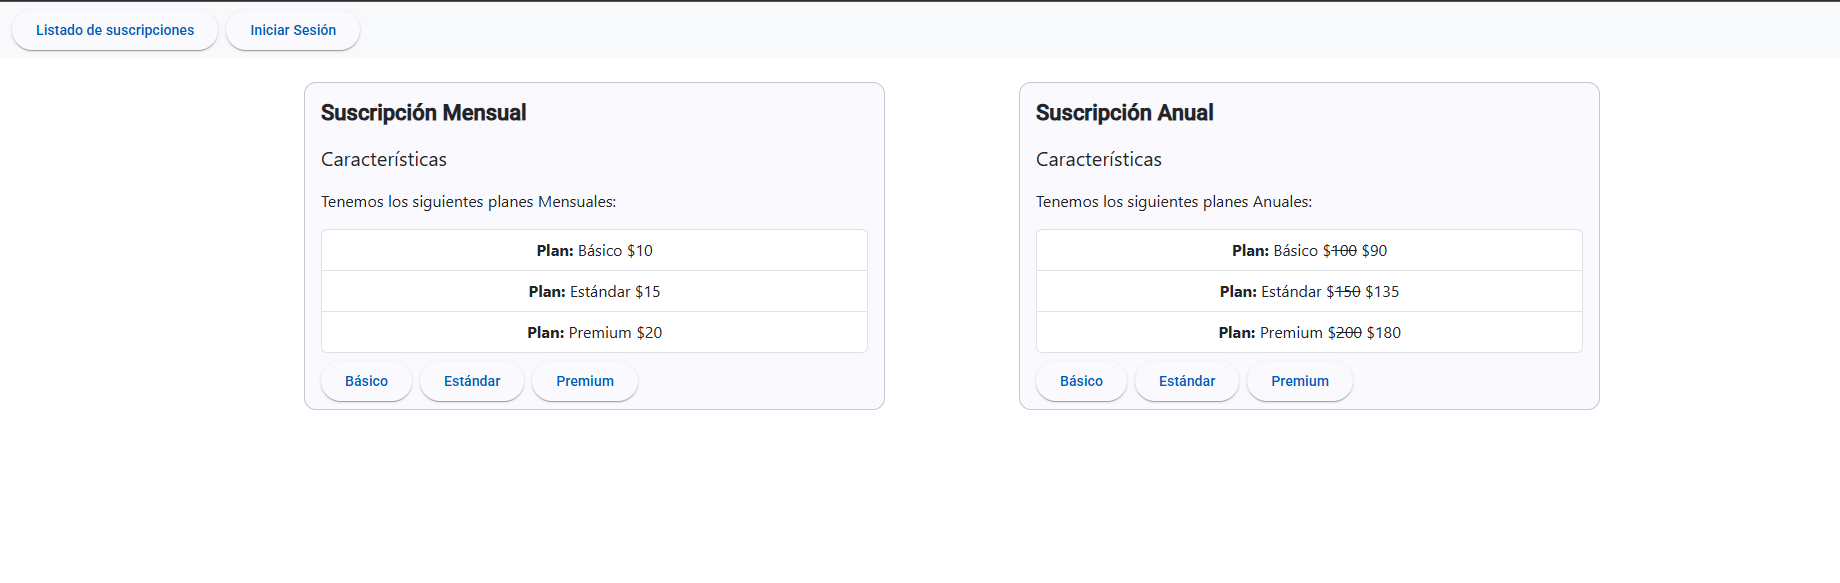 Listado de suscripciones
Iniciar Sesión
Suscripción Mensual
Características
Tenemos los siguientes planes Mensuales:
Plan: Básico $10
Plan: Estándar $15
Plan: Premium $20
Básico
Estándar
Premium
Suscripción Anual
Características
Tenemos los siguientes planes Anuales:
Plan: Básico $100 $90
Plan: Estándar $150 $135
Plan: Premium $200 $180
Básico
Estándar
Premium